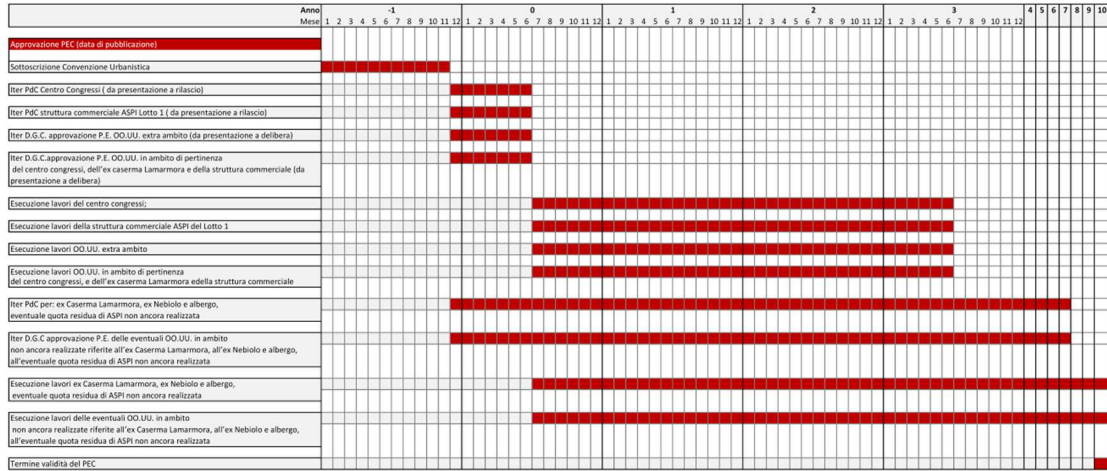 Anno -1 0 1 2 3 4 5 6 7 8 9 10
Mese 1 2 3 4 5 6 7 8 9 10 11 12 1 2 3 4 5 6 7 8 9 10 11 12 1 2 3 4 5 6 7 8 9 10 11 12 1 2 3 4 5 6 7 8 9 10 11 12 1 2 3 4 5 6 7 8 9 10 11 12
Approvazione PEC (data di pubblicazione)
Sottoscrizione Convenzione Urbanistica
Iter PdC Centro Congressi ( da presentazione a rilascio)
Iter PdC struttura commerciale ASPI Lotto 1 ( da presentazione a rilascio)
Iter D.G.C. approvazione P.E. OO.UU. extra ambito (da presentazione a delibera)
Iter D.G.C.approvazione P.E. OO.UU. in ambito di pertinenza
del centro congressi, dell'ex caserma Lamarmora e della struttura commerciale (da
presentazione a delibera)
Esecuzione lavori del centro congressi;
Esecuzione lavori della struttura commerciale ASPI del Lotto 1
Esecuzione lavori OO.UU. extra ambito
Esecuzione lavori OO.UU. in ambito di pertinenza
del centro congressi, e dell'ex caserma Lamarmora edella struttura commerciale
Iter PdC per: ex Caserma Lamarmora, ex Nebiolo e albergo,
eventuale quota residua di ASPI non ancora realizzata
Iter D.G.C approvazione P.E. delle eventuali OO.UU. in ambito
non ancora realizzate riferite all'ex Caserma Lamarmora, all'ex Nebiolo e albergo,
all'eventuale quota residua di ASPI non ancora realizzata
Esecuzione lavori ex Caserma Lamarmora, ex Nebiolo e albergo,
eventuale quota residua di ASPI non ancora realizzata
Esecuzione lavori delle eventuali OO.UU. in ambito
non ancora realizzate riferite all'ex Caserma Lamarmora, all'ex Nebiolo e albergo,
all'eventuale quota residua di ASPI non ancora realizzata
Termine validità del PEC